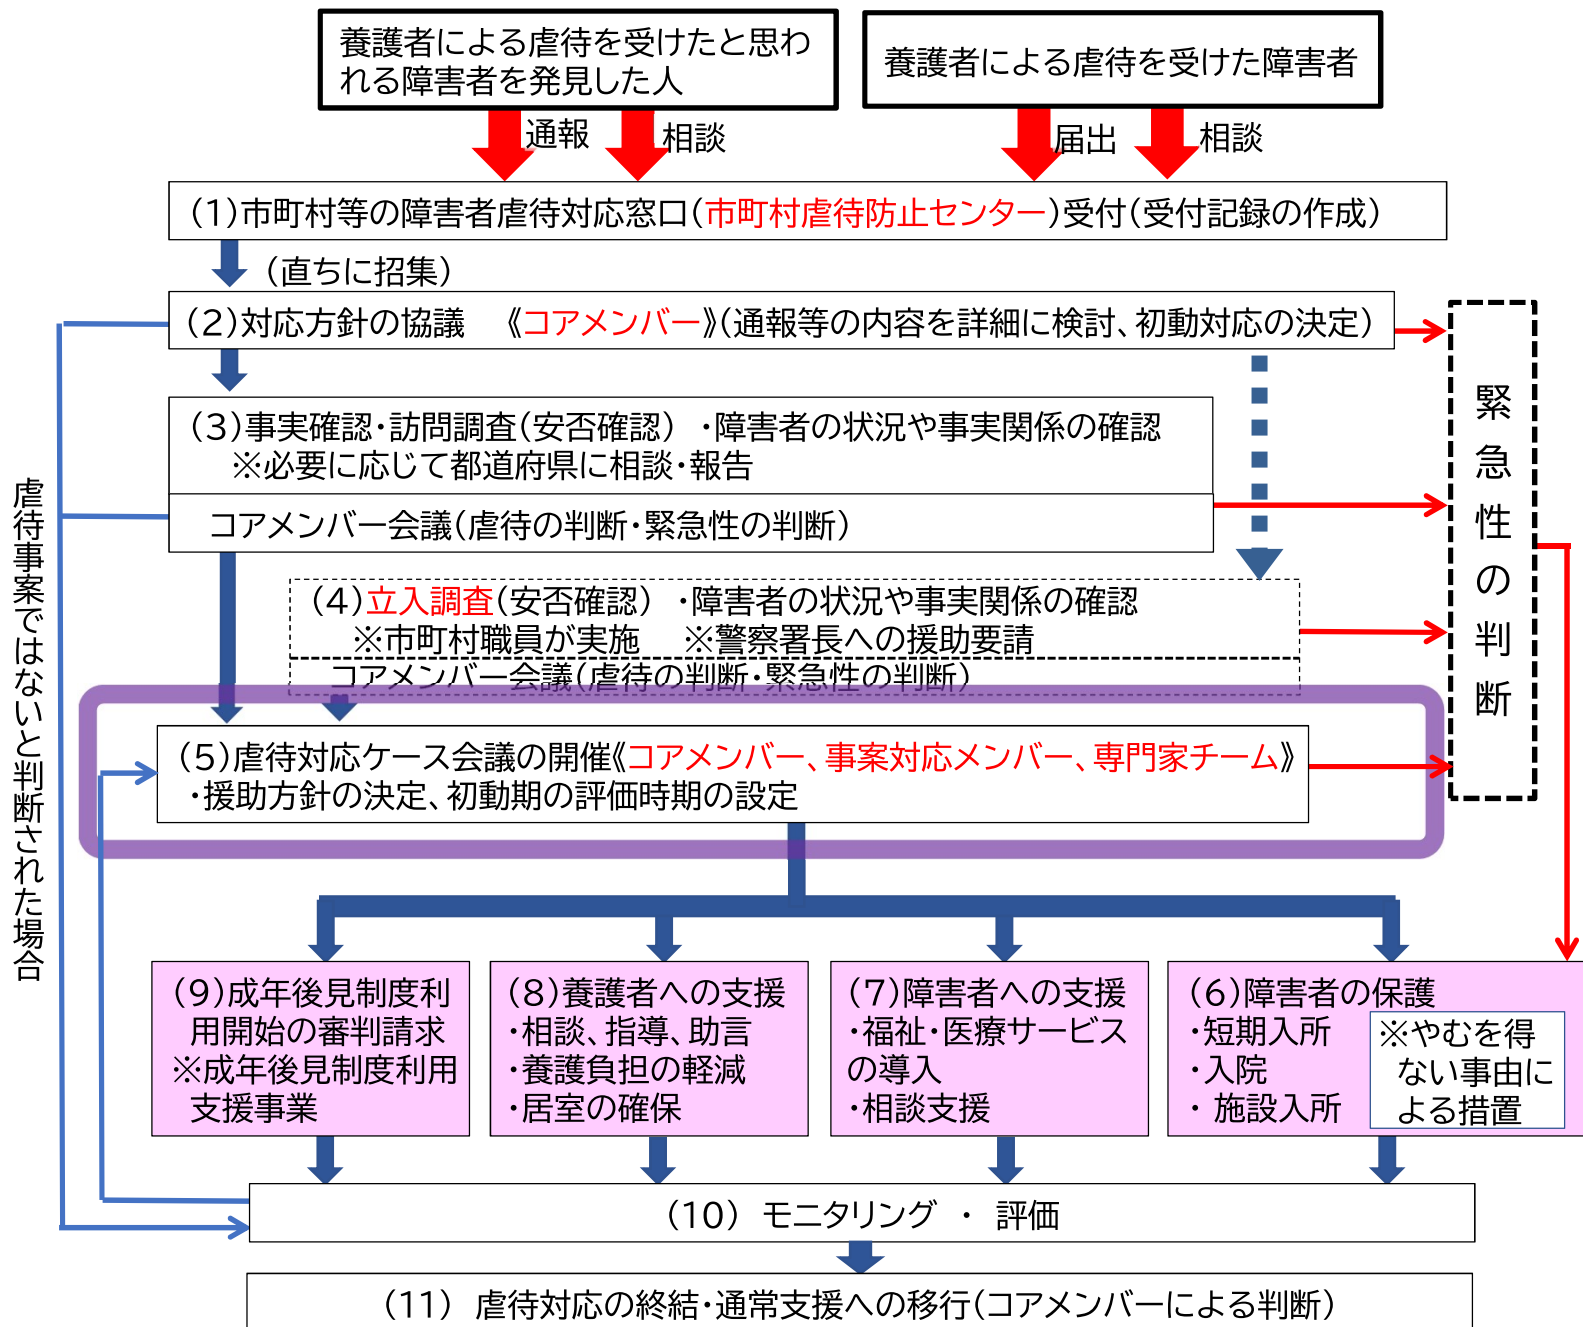 養護者による虐待を受けたと思わ
れる障害者を発見した人
養護者による虐待を受けた障害者
通報
相談
届出
相談
(1)市町村等の障害者虐待対応窓口(市町村虐待防止センター)受付(受付記録の作成)
(直ちに招集)
(2)対応方針の協議 《コアメンバー》(通報等の内容を詳細に検討、初動対応の決定)
(3)事実確認・訪問調査(安否確認) ・障害者の状況や事実関係の確認
※必要に応じて都道府県に相談・報告
コアメンバー会議(虐待の判断・緊急性の判断)
(4)立入調査(安否確認) ・障害者の状況や事実関係の確認
※市町村職員が実施 ※警察署長への援助要請
コアメンバー会議(虐待の判断・緊急性の判断)
緊急性の判断
虐待事案ではないと判断された場合
(5)虐待対応ケース会議の開催《コアメンバー、事案対応メンバー、専門家チーム》
・援助方針の決定、初動期の評価時期の設定
(9)成年後見制度利
用開始の審判請求
※成年後見制度利用
支援事業
(8)養護者への支援
・相談、指導、助言
・養護負担の軽減
・居室の確保
(7)障害者への支援
・福祉・医療サービス
の導入
・相談支援
(6)障害者の保護
・短期入所
・入院
・ 施設入所
※やむを得
ない事由に
よる措置
(10) モニタリング ・ 評価
(11) 虐待対応の終結・通常支援への移行(コアメンバーによる判断)